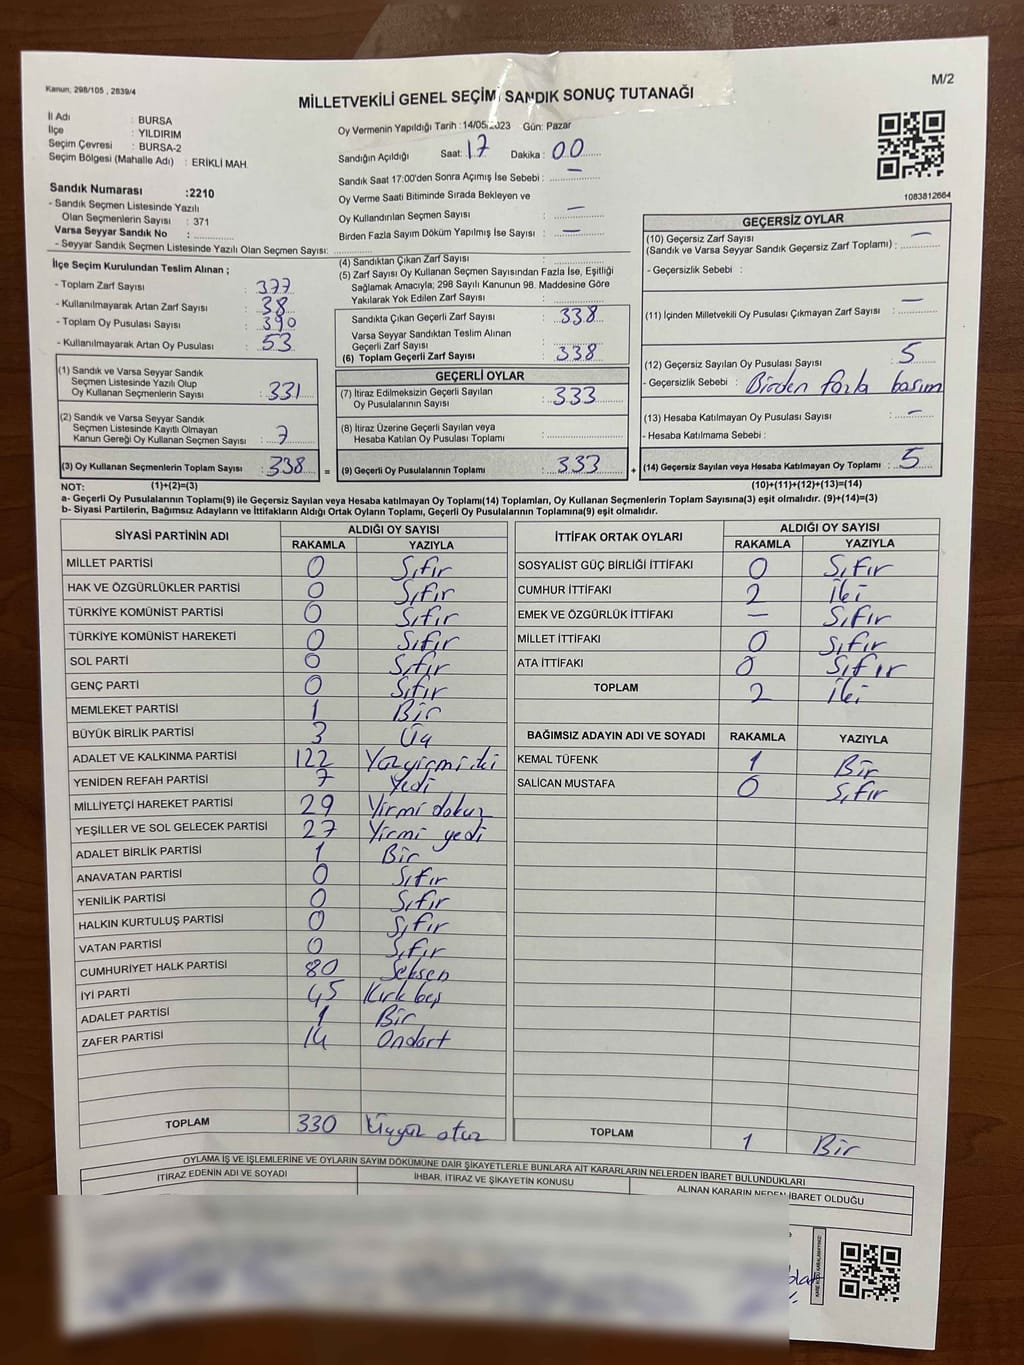 Kanun, 298/105 , 2839/4
M/2
MİLLETVEKİLİ GENEL SEÇİM SANDIK SONUÇ TUTANAĞI
İl Adı : BURSA
İlçe : YILDIRIM
Seçim Çevresi : BURSA-2
Seçim Bölgesi (Mahalle Adı) : ERİKLİ MAH.
Sandık Numarası :2210
- Sandık Seçmen Listesinde Yazılı
Olan Seçmenlerin Sayısı : 371
Varsa Seyyar Sandık No :
- Seyyar Sandık Seçmen Listesinde Yazılı Olan Seçmen Sayısı:
Oy Vermenin Yapıldığı Tarih :14/05/2023 Gün: Pazar
Sandığın Açıldığı Saat: 17 Dakika : 00
Sandık Saat 17:00'den Sonra Açımış İse Sebebi : —
Oy Verme Saati Bitiminde Sırada Bekleyen ve
Oy Kullandırılan Seçmen Sayısı : —
Birden Fazla Sayım Döküm Yapılmış İse Sayısı : —
1083812664
İlçe Seçim Kurulundan Teslim Alınan ;
- Toplam Zarf Sayısı : 377
- Kullanılmayarak Artan Zarf Sayısı : 38
- Toplam Oy Pusulası Sayısı : 390
- Kullanılmayarak Artan Oy Pusulası : 53
(4) Sandıktan Çıkan Zarf Sayısı :
(5) Zarf Sayısı Oy Kullanan Seçmen Sayısından Fazla İse, Eşitliği
Sağlamak Amacıyla; 298 Sayılı Kanunun 98. Maddesine Göre
Yakılarak Yok Edilen Zarf Sayısı :
Sandıkta Çıkan Geçerli Zarf Sayısı : 338
Varsa Seyyar Sandıktan Teslim Alınan
Geçerli Zarf Sayısı :
(6) Toplam Geçerli Zarf Sayısı : 338
GEÇERSİZ OYLAR
(10) Geçersiz Zarf Sayısı
(Sandık ve Varsa Seyyar Sandık Geçersiz Zarf Toplamı) : —
- Geçersizlik Sebebi :
(11) İçinden Milletvekili Oy Pusulası Çıkmayan Zarf Sayısı : —
(12) Geçersiz Sayılan Oy Pusulası Sayısı : 5
- Geçersizlik Sebebi : Birden fazla basım
(13) Hesaba Katılmayan Oy Pusulası Sayısı : —
- Hesaba Katılmama Sebebi :
(14) Geçersiz Sayılan veya Hesaba Katılmayan Oy Toplamı : 5
(1) Sandık ve Varsa Seyyar Sandık
Seçmen Listesinde Yazılı Olup
Oy Kullanan Seçmenlerin Sayısı : 331
(2) Sandık ve Varsa Seyyar Sandık
Seçmen Listesinde Kayıtlı Olmayan
Kanun Gereği Oy Kullanan Seçmen Sayısı : 7
(3) Oy Kullanan Seçmenlerin Toplam Sayısı : 338 =
GEÇERLİ OYLAR
(7) İtiraz Edilmeksizin Geçerli Sayılan
Oy Pusulalarının Sayısı : 333
(8) İtiraz Üzerine Geçerli Sayılan veya
Hesaba Katılan Oy Pusulası Toplamı :
(9) Geçerli Oy Pusulalarının Toplamı : 333 +
NOT: (1)+(2)=(3)
(10)+(11)+(12)+(13)=(14)
a- Geçerli Oy Pusulalarının Toplamı(9) ile Geçersiz Sayılan veya Hesaba katılmayan Oy Toplamı(14) Toplamları, Oy Kullanan Seçmenlerin Toplam Sayısına(3) eşit olmalıdır. (9)+(14)=(3)
b- Siyasi Partilerin, Bağımsız Adayların ve İttifakların Aldığı Ortak Oyların Toplamı, Geçerli Oy Pusulalarının Toplamına(9) eşit olmalıdır.
SİYASİ PARTİNİN ADI ALDIĞI OY SAYISI
RAKAMLA YAZIYLA
MİLLET PARTİSİ 0 Sıfır
HAK VE ÖZGÜRLÜKLER PARTİSİ 0 Sıfır
TÜRKİYE KOMÜNİST PARTİSİ 0 Sıfır
TÜRKİYE KOMÜNİST HAREKETİ 0 Sıfır
SOL PARTİ 0 Sıfır
GENÇ PARTİ 0 Sıfır
MEMLEKET PARTİSİ 1 Bir
BÜYÜK BİRLİK PARTİSİ 3 Üç
ADALET VE KALKINMA PARTİSİ 122 Yüzyirmi iki
YENİDEN REFAH PARTİSİ 7 Yedi
MİLLİYETÇİ HAREKET PARTİSİ 29 Yirmi dokuz
YEŞİLLER VE SOL GELECEK PARTİSİ 27 Yirmi yedi
ADALET BİRLİK PARTİSİ 1 Bir
ANAVATAN PARTİSİ 0 Sıfır
YENİLİK PARTİSİ 0 Sıfır
HALKIN KURTULUŞ PARTİSİ 0 Sıfır
VATAN PARTİSİ 0 Sıfır
CUMHURİYET HALK PARTİSİ 80 Seksen
İYİ PARTİ 45 Kırk beş
ADALET PARTİSİ 1 Bir
ZAFER PARTİSİ 14 Ondört
TOPLAM 330 Üçyüz otuz
İTTİFAK ORTAK OYLARI ALDIĞI OY SAYISI
RAKAMLA YAZIYLA
SOSYALİST GÜÇ BİRLİĞİ İTTİFAKI 0 Sıfır
CUMHUR İTTİFAKI 2 İki
EMEK VE ÖZGÜRLÜK İTTİFAKI — Sıfır
MİLLET İTTİFAKI 0 Sıfır
ATA İTTİFAKI 0 Sıfır
TOPLAM 2 İki
BAĞIMSIZ ADAYIN ADI VE SOYADI RAKAMLA YAZIYLA
KEMAL TÜFENK 1 Bir
SALİCAN MUSTAFA 0 Sıfır
TOPLAM 1 Bir
OYLAMA İŞ VE İŞLEMLERİNE VE OYLARIN SAYIM DÖKÜMÜNE DAİR ŞİKAYETLERLE BUNLARA AİT KARARLARIN NELERDEN İBARET BULUNDUKLARI
İTİRAZ EDENİN ADI VE SOYADI
İHBAR, İTİRAZ VE ŞİKAYETİN KONUSU
ALINAN KARARIN NEDEN İBARET OLDUĞU